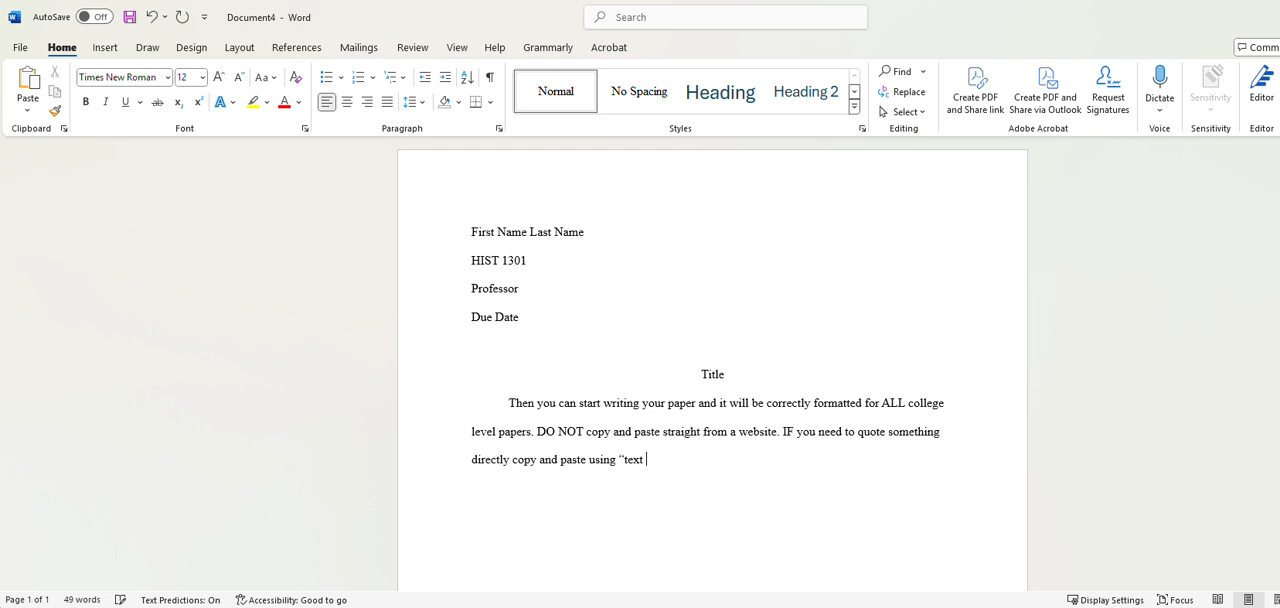 AutoSave Off Document4 - Word Search
File Home Insert Draw Design Layout References Mailings Review View Help Grammarly Acrobat
Paste Times New Roman 12 Aa Normal No Spacing Heading Heading 2 Find Replace Select Create PDF and Share link Create PDF and Share via Outlook Request Signatures Dictate Sensitivity Editor
Clipboard Font Paragraph Styles Editing Adobe Acrobat Voice Sensitivity Editor
First Name Last Name
HIST 1301
Professor
Due Date
Title
Then you can start writing your paper and it will be correctly formatted for ALL college
level papers. DO NOT copy and paste straight from a website. IF you need to quote something
directly copy and paste using “text
Page 1 of 1 49 words Text Predictions: On Accessibility: Good to go Display Settings Focus